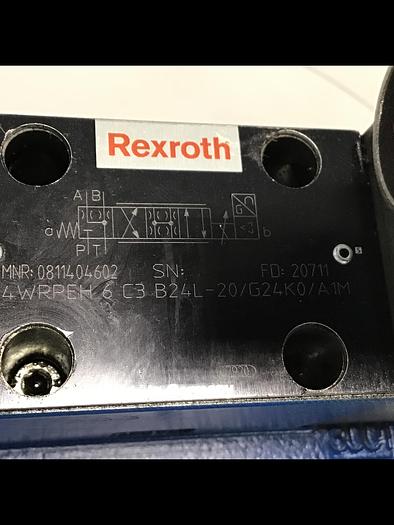 Rexroth
A B
a b
P T
MNR: 0811404602 SN: FD: 20711
4WRPEH 6 C3 B24L-20/G24K0/A1M